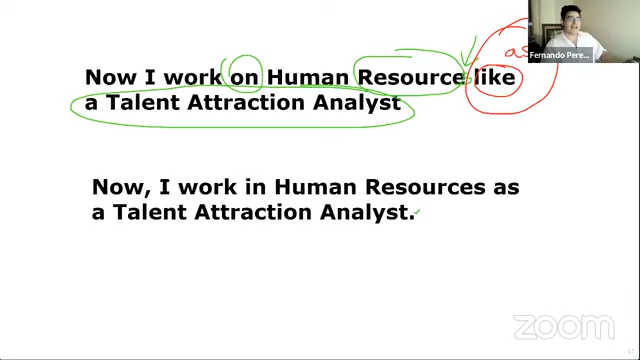 as
Fernando Pere...
Now I work on Human Resource s like
a Talent Attraction Analyst
Now, I work in Human Resources as
a Talent Attraction Analyst.
zoom